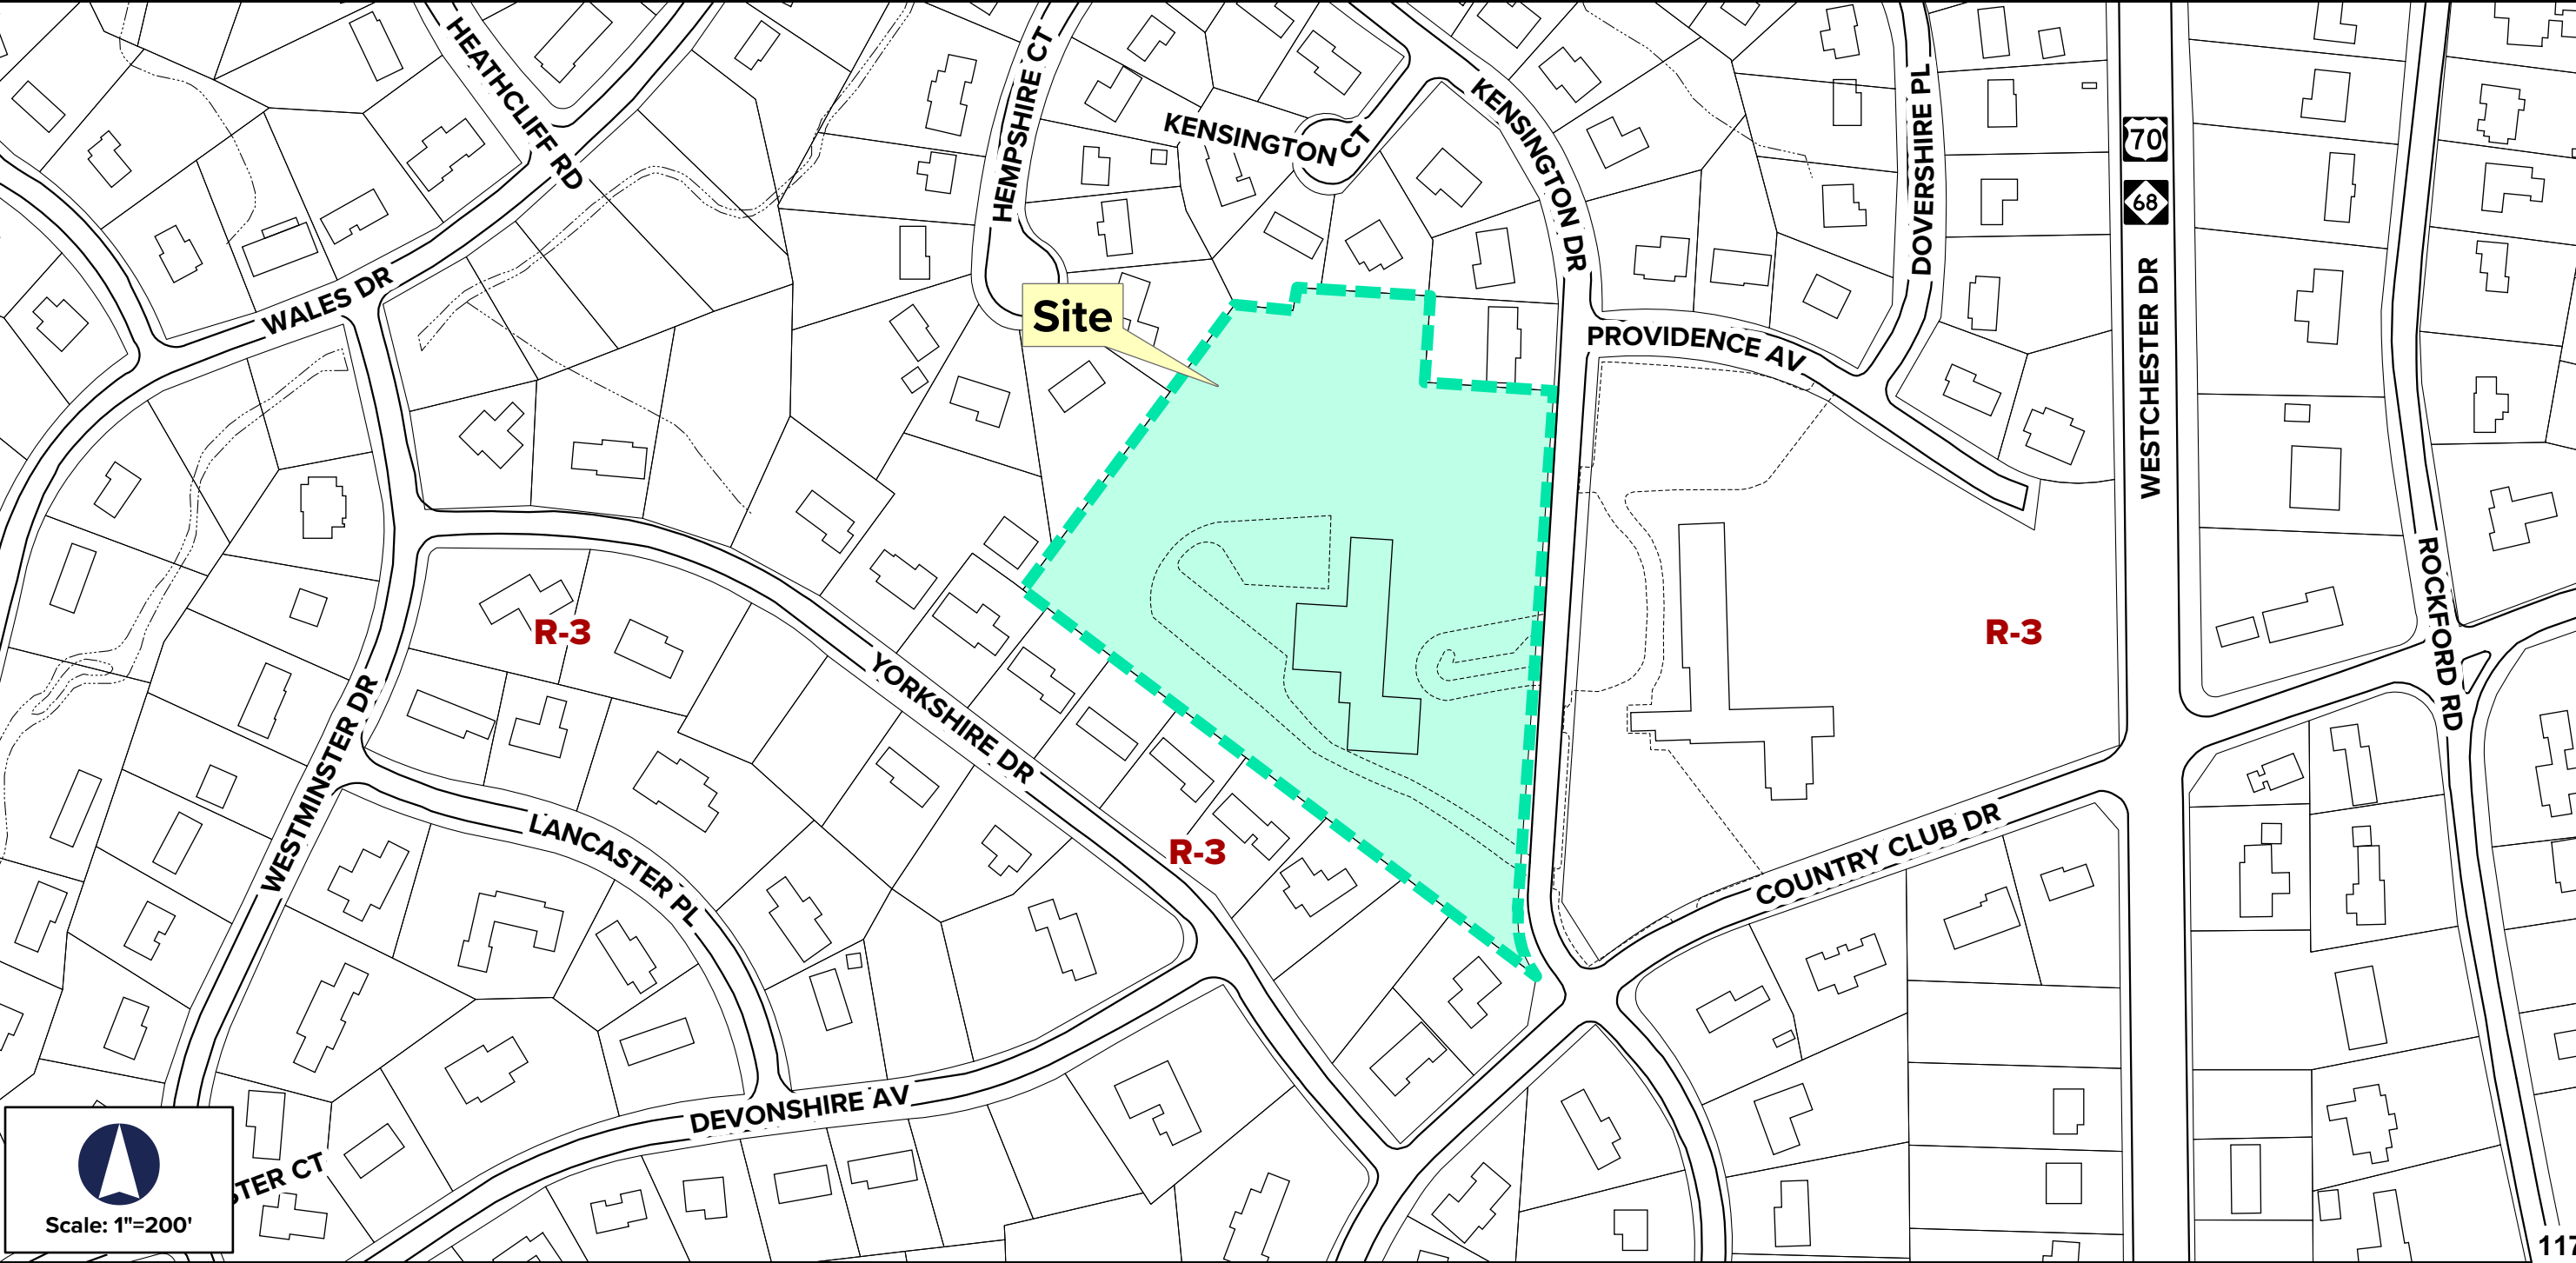 HEATHCLIFF RD
HEMPSHIRE CT
KENSINGTON CT
KENSINGTON DR
DOVERSHIRE PL
70
68
WESTCHESTER DR
WALES DR
Site
PROVIDENCE AV
R-3
R-3
ROCKFORD RD
YORKSHIRE DR
WESTMINSTER DR
LANCASTER PL
R-3
COUNTRY CLUB DR
DEVONSHIRE AV
STER CT
Scale: 1"=200'
117